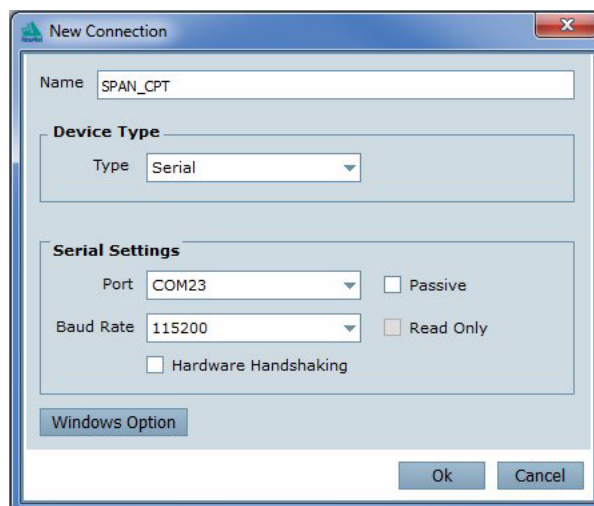 New Connection
Name SPAN_CPT
Device Type
Type Serial
Serial Settings
Port COM23 Passive
Baud Rate 115200 Read Only
Hardware Handshaking
Windows Option
Ok Cancel